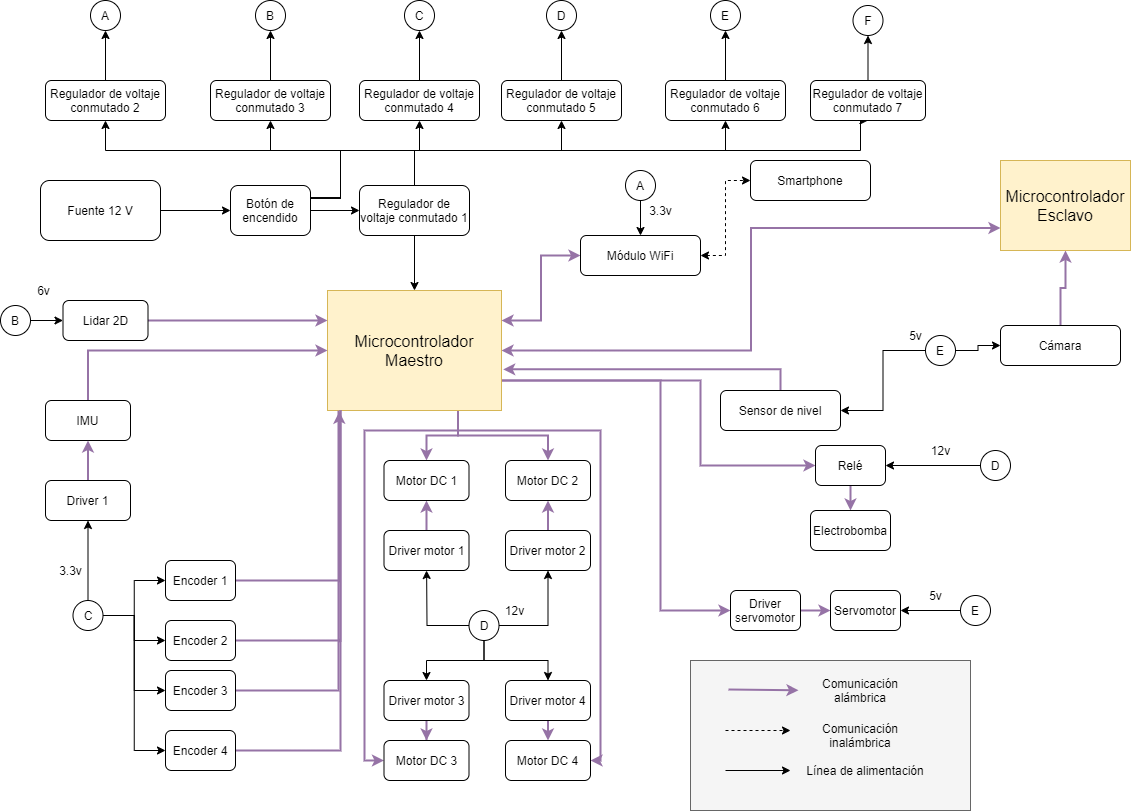 A
B
C
D
E
F
Regulador de voltaje
conmutado 2
Regulador de voltaje
conmutado 3
Regulador de voltaje
conmutado 4
Regulador de voltaje
conmutado 5
Regulador de voltaje
conmutado 6
Regulador de voltaje
conmutado 7
Fuente 12 V
Botón de
encendido
Regulador de
voltaje conmutado 1
A
3.3v
Smartphone
Módulo WiFi
Microcontrolador
Esclavo
6v
B
Lidar 2D
Microcontrolador
Maestro
5v
E
Cámara
IMU
Sensor de nivel
Driver 1
Motor DC 1
Motor DC 2
Relé
12v
D
Electrobomba
Driver motor 1
Driver motor 2
3.3v
C
Encoder 1
Encoder 2
Encoder 3
Encoder 4
D
12v
Driver motor 3
Driver motor 4
Motor DC 3
Motor DC 4
Driver
servomotor
Servomotor
5v
E
Comunicación
alámbrica
Comunicación
inalámbrica
Línea de alimentación